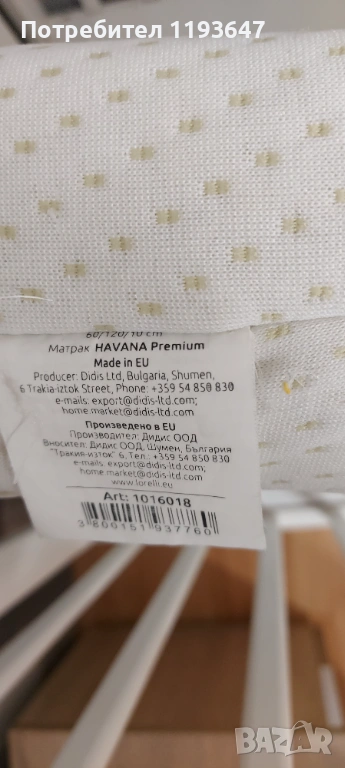 Потребител 1193647
60/120/10 cm
Матрак HAVANA Premium
Made in EU
Producer: Didis Ltd, Bulgaria, Shumen,
6 Trakia-iztok Street, Phone: +359 54 850 830
e-mails: export@didis-ltd.com;
home.market@didis-ltd.com
Произведено в EU
Производител: Дидис ООД
Вносител: Дидис ООД, Шумен, България
"Тракия-изток" 6, Тел.: +359 54 850 830
e-mails: export@didis-ltd.com;
home.market@didis-ltd.com
www.lorelli.eu
Art: 1016018
3800151937760
BAZAR